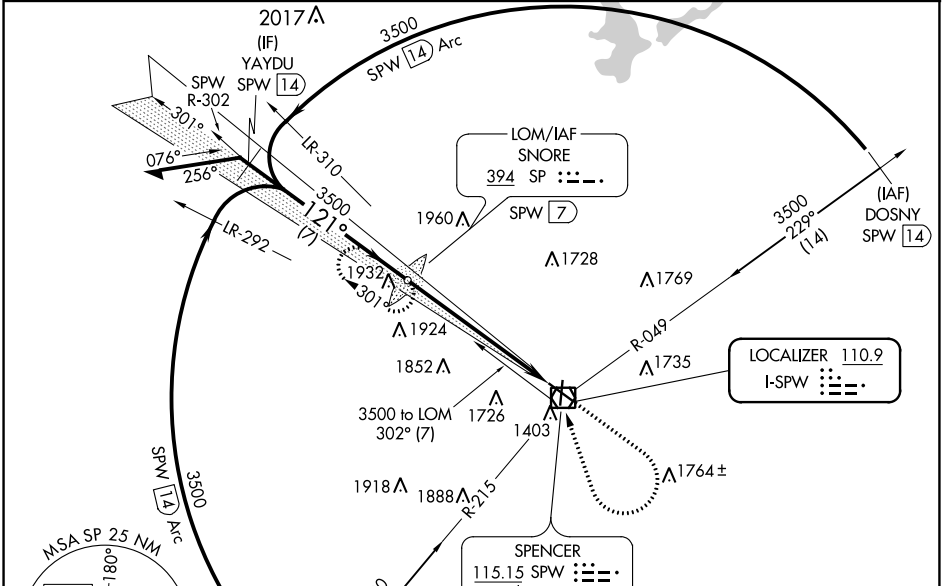 2017
(IF)
YAYDU
SPW 14
3500
SPW 14 Arc
SPW
R-302
301°
076°
256°
LR-310
LR-292
3500
121°
(7)
LOM/IAF
SNORE
394 SP
SPW 7
1960
1728
1769
3500
229°
(14)
(IAF)
DOSNY
SPW 14
1932
301°
1924
1852
R-049
1735
LOCALIZER 110.9
I-SPW
3500 to LOM
302° (7)
1726
1403
1764±
SPW 14 Arc
3500
1918
1888
R-215
MSA SP 25 NM
180°
SPENCER
115.15 SPW